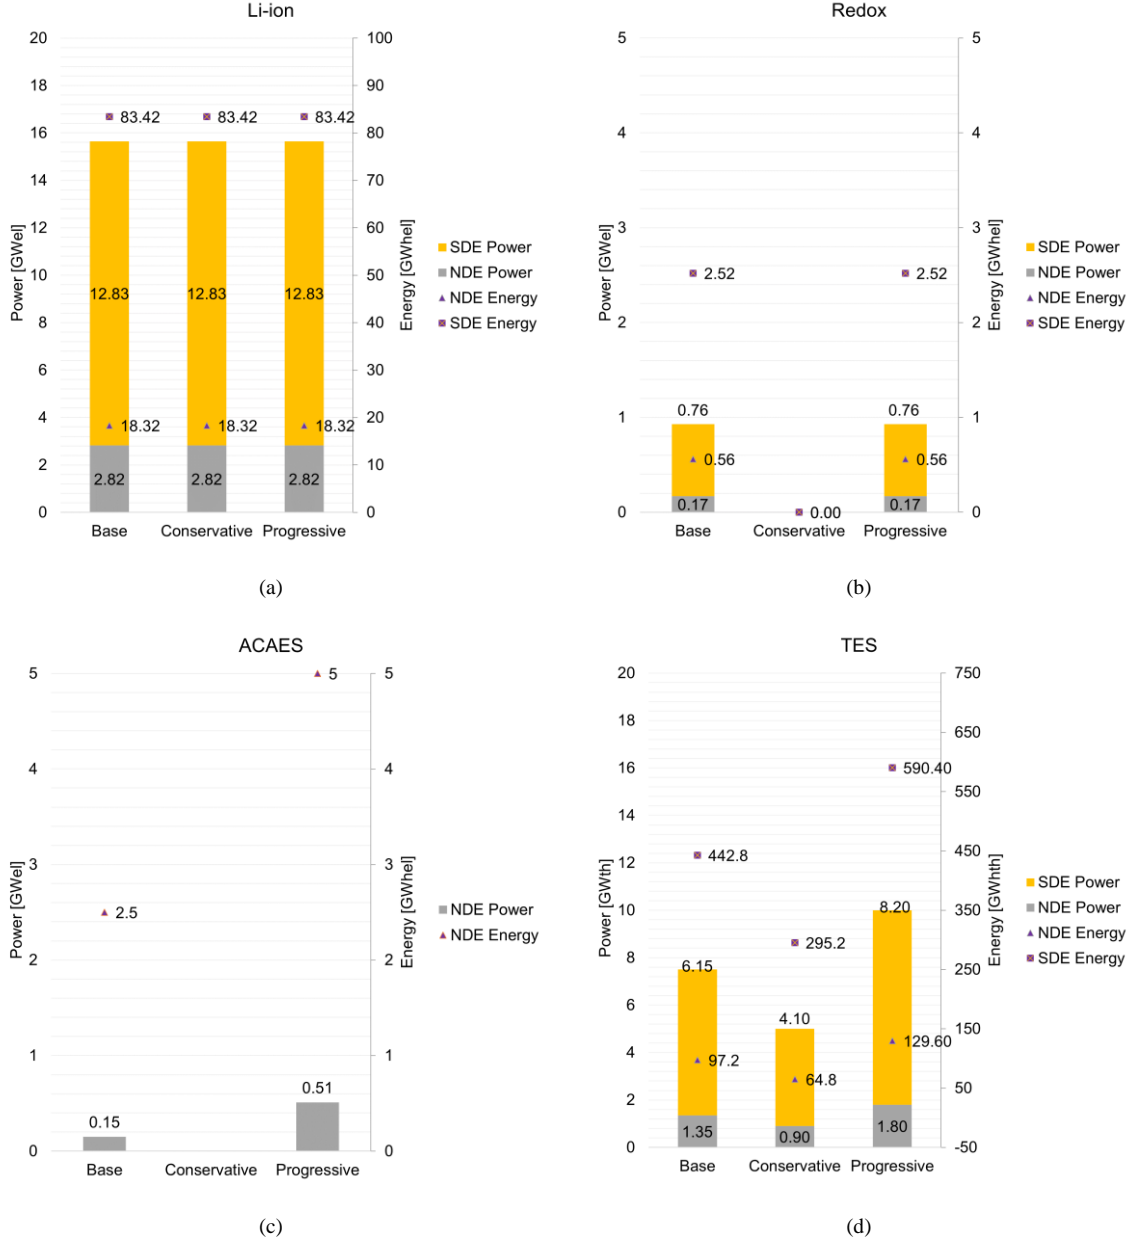 Li-ion
20
18
16
14
12
10
8
6
4
2
0
Power [GWel]
100
90
80
70
60
50
40
30
20
10
0
Energy [GWhel]
83.42 83.42 83.42
12.83 12.83 12.83
18.32 18.32 18.32
2.82 2.82 2.82
Base Conservative Progressive
SDE Power
NDE Power
NDE Energy
SDE Energy
(a)
Redox
5
4
3
2
1
0
Power [GWel]
5
4
3
2
1
0
Energy [GWhel]
2.52 2.52
0.76 0.76
0.56 0.56
0.17 0.00 0.17
Base Conservative Progressive
SDE Power
NDE Power
NDE Energy
SDE Energy
(b)
ACAES
5
4
3
2
1
0
Power [GWel]
5
4
3
2
1
0
Energy [GWhel]
5
2.5
0.51
0.15
Base Conservative Progressive
NDE Power
NDE Energy
(c)
TES
20
18
16
14
12
10
8
6
4
2
0
Power [GWth]
750
650
550
450
350
250
150
50
-50
Energy [GWhth]
590.40
442.8
295.2
8.20
6.15
4.10
129.60
97.2
64.8
1.35 0.90 1.80
Base Conservative Progressive
SDE Power
NDE Power
NDE Energy
SDE Energy
(d)